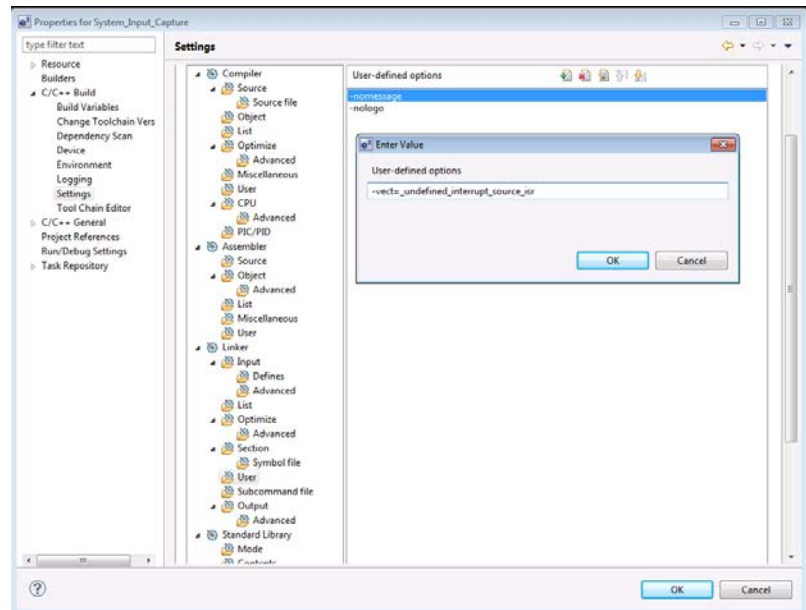 Properties for System_Input_Capture
type filter text
Resource
Builders
C/C++ Build
Build Variables
Change Toolchain Vers
Dependency Scan
Device
Environment
Logging
Settings
Tool Chain Editor
C/C++ General
Project References
Run/Debug Settings
Task Repository
Settings
Compiler
Source
Source file
Object
List
Optimize
Advanced
Miscellaneous
User
CPU
Advanced
PIC/PID
Assembler
Source
Object
Advanced
List
Miscellaneous
User
Linker
Input
Defines
Advanced
List
Optimize
Advanced
Section
Symbol file
User
Subcommand file
Output
Advanced
Standard Library
Mode
Contents
User-defined options
-nomessage
-nologo
Enter Value
User-defined options
-vect=_undefined_interrupt_source_isr
OK Cancel
OK Cancel